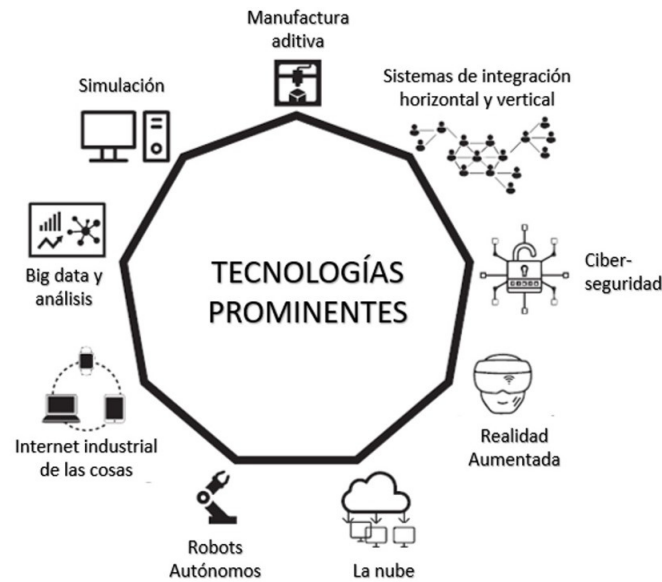 Manufactura
aditiva
Sistemas de integración
horizontal y vertical
Ciber-
seguridad
Realidad
Aumentada
La nube
Robots
Autónomos
Internet industrial
de las cosas
Big data y
análisis
Simulación
TECNOLOGÍAS
PROMINENTES